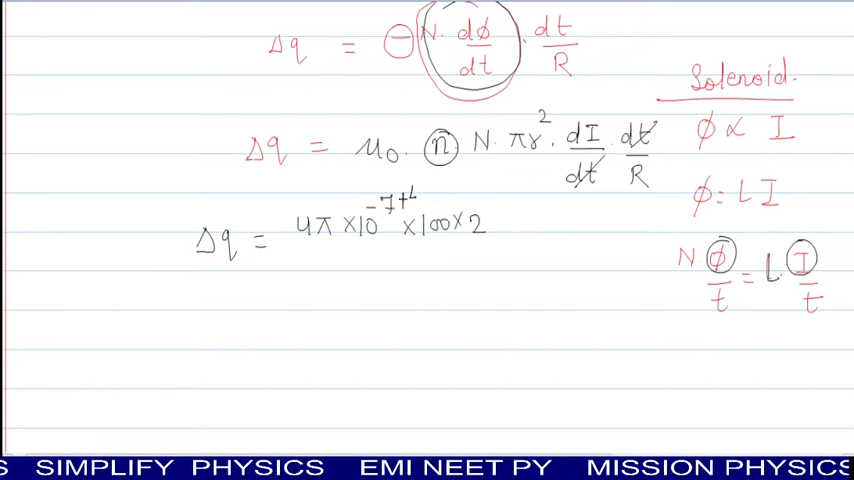 Δq = ⊖ N. dϕ/dt . dt/R
Solenoid.
Δq = μ0. n N. πr². dI/dt . dt/R
ϕ ∝ I
ϕ = L I
Δq = 4π × 10^-7+4 × 100 × 2
N. ϕ/t = L. I/t
S SIMPLIFY PHYSICS EMI NEET PY MISSION PHYSICS